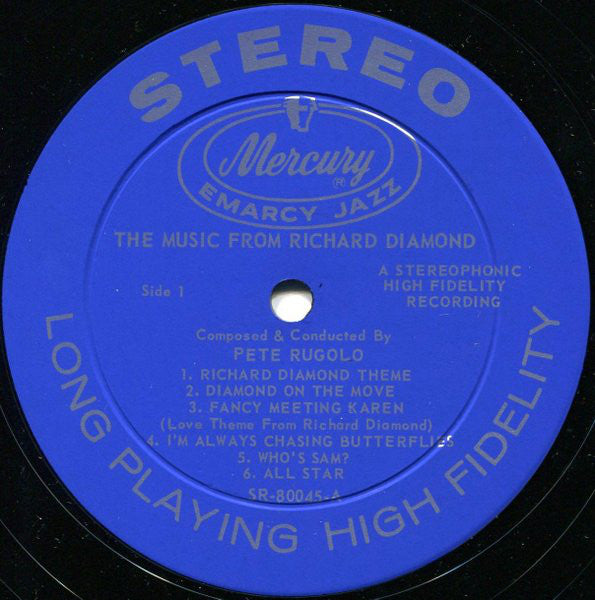 STEREO
Mercury®
EMARCY JAZZ
THE MUSIC FROM RICHARD DIAMOND
Side 1
A STEREOPHONIC
HIGH FIDELITY
RECORDING
Composed & Conducted By
PETE RUGOLO
1. RICHARD DIAMOND THEME
2. DIAMOND ON THE MOVE
3. FANCY MEETING KAREN
(Love Theme From Richard Diamond)
4. I'M ALWAYS CHASING BUTTERFLIES
5. WHO'S SAM?
6. ALL STAR
SR-80045-A
LONG PLAYING HIGH FIDELITY